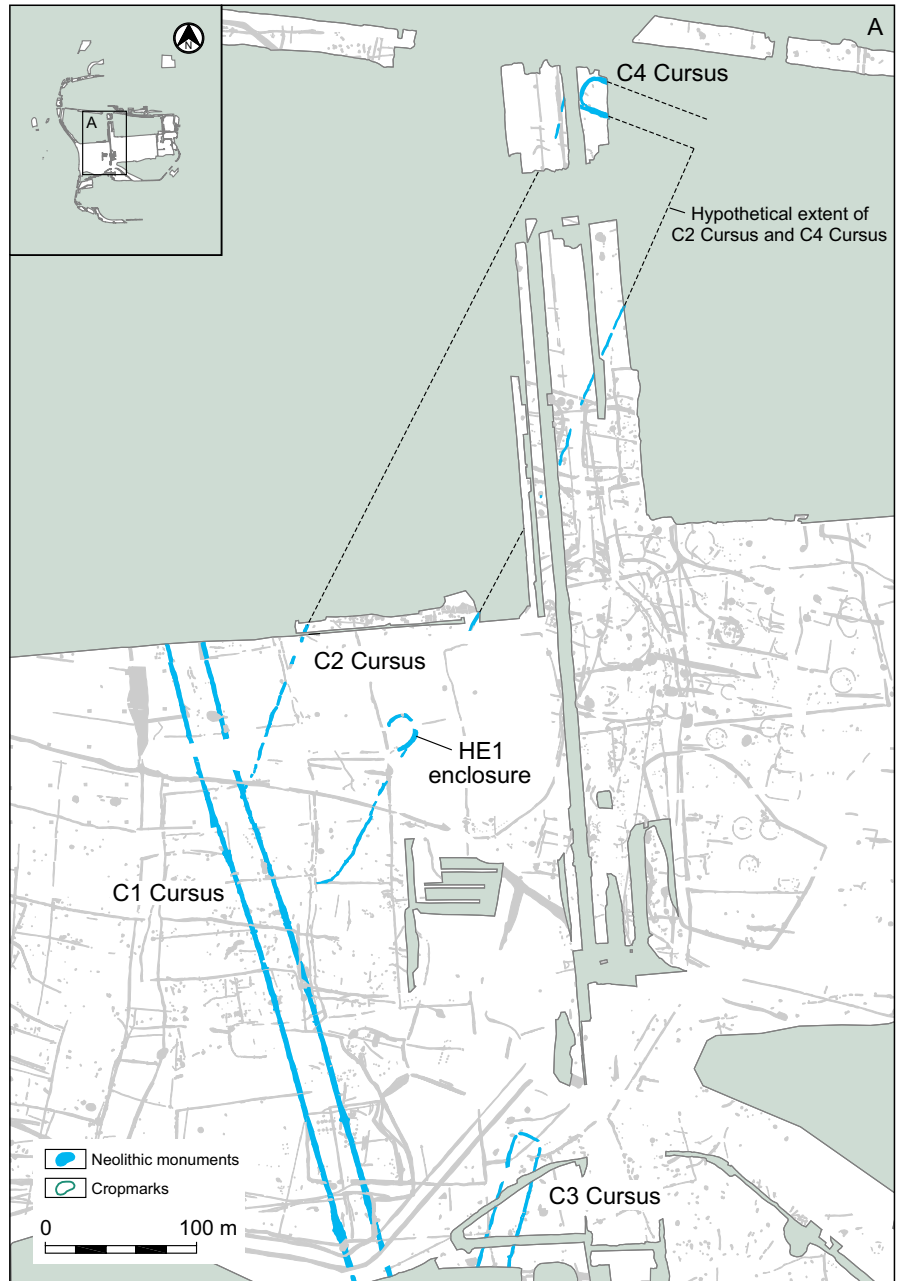 A
N
A
C4 Cursus
Hypothetical extent of
C2 Cursus and C4 Cursus
C2 Cursus
HE1
enclosure
C1 Cursus
C3 Cursus
Neolithic monuments
Cropmarks
0 100 m